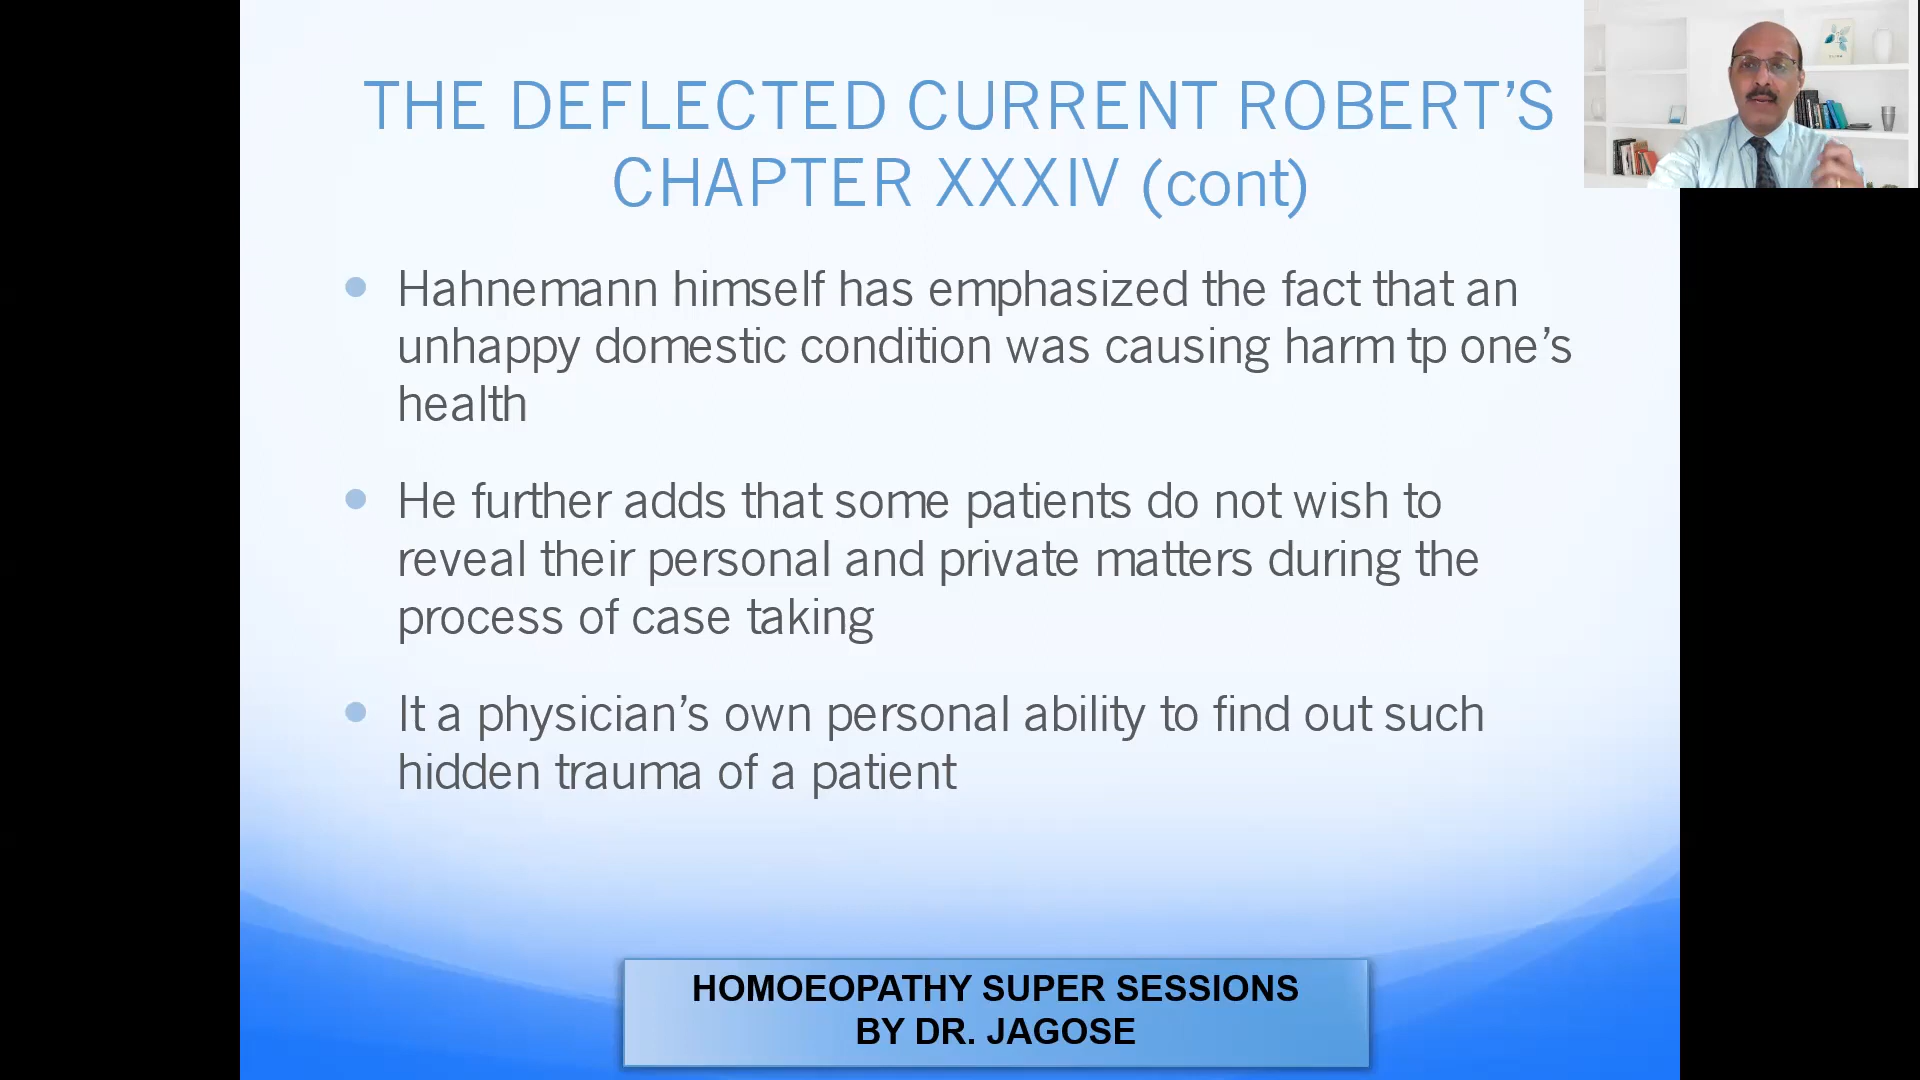 THE DEFLECTED CURRENT ROBERT’S
CHAPTER XXXIV (cont)
Hahnemann himself has emphasized the fact that an
unhappy domestic condition was causing harm tp one’s
health
He further adds that some patients do not wish to
reveal their personal and private matters during the
process of case taking
It a physician’s own personal ability to find out such
hidden trauma of a patient
HOMOEOPATHY SUPER SESSIONS
BY DR. JAGOSE